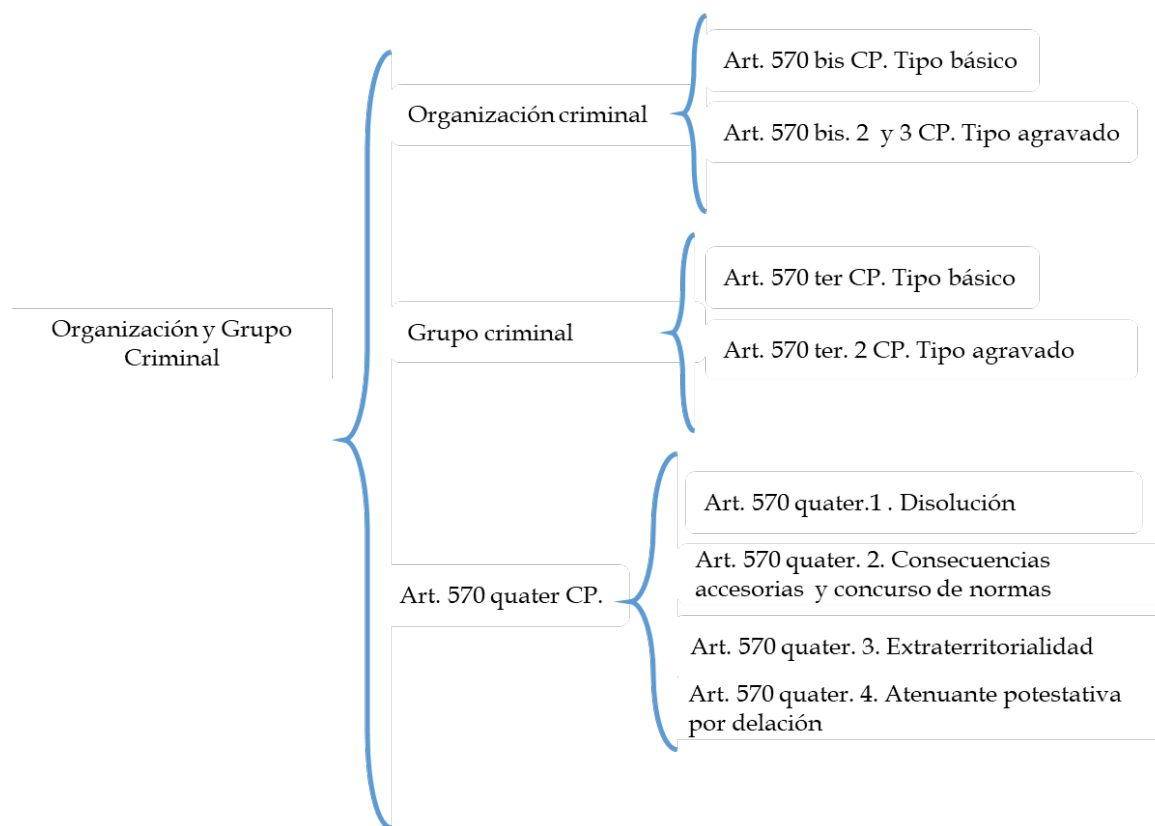 Organización y Grupo
Criminal
Organización criminal
Art. 570 bis CP. Tipo básico
Art. 570 bis. 2 y 3 CP. Tipo agravado
Grupo criminal
Art. 570 ter CP. Tipo básico
Art. 570 ter. 2 CP. Tipo agravado
Art. 570 quater CP.
Art. 570 quater.1 . Disolución
Art. 570 quater. 2. Consecuencias
accesorias y concurso de normas
Art. 570 quater. 3. Extraterritorialidad
Art. 570 quater. 4. Atenuante potestativa
por delación